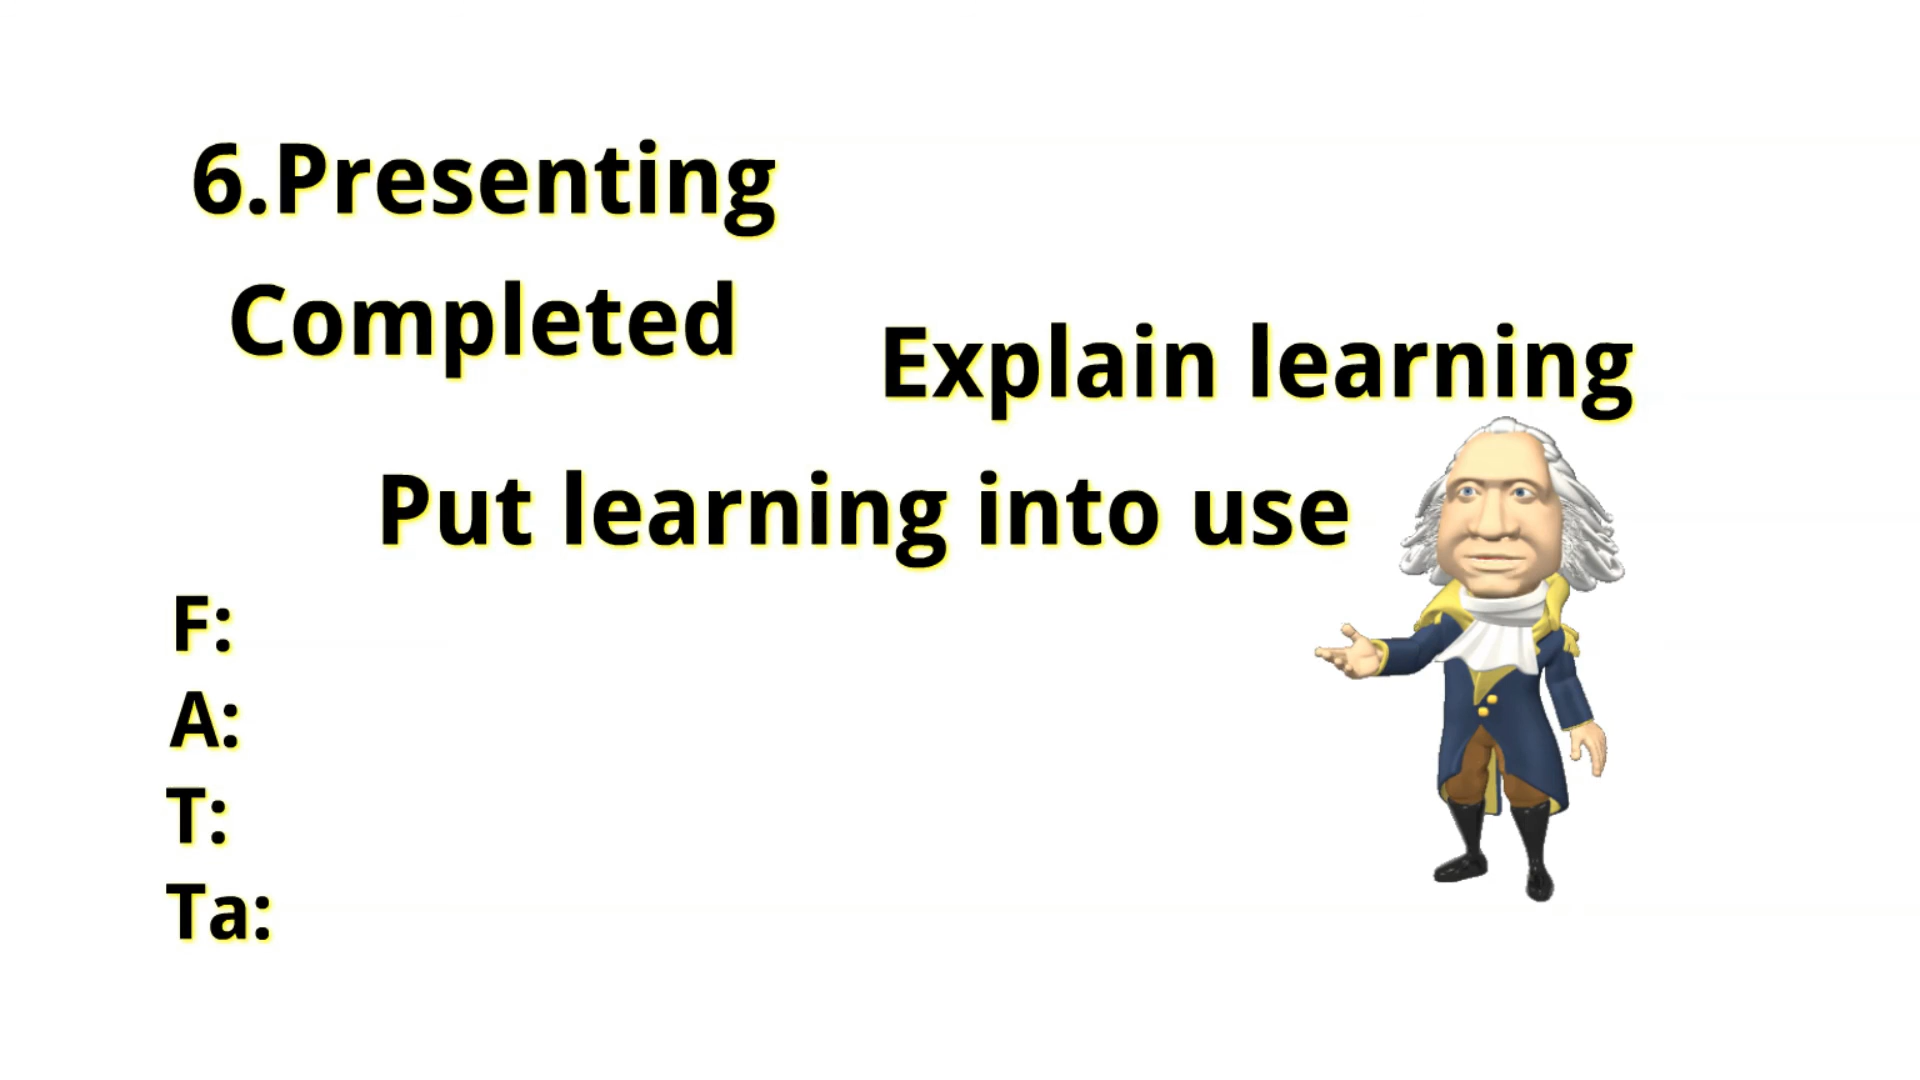 6.Presenting
Completed
Explain learning
Put learning into use
F:
A:
T:
Ta: